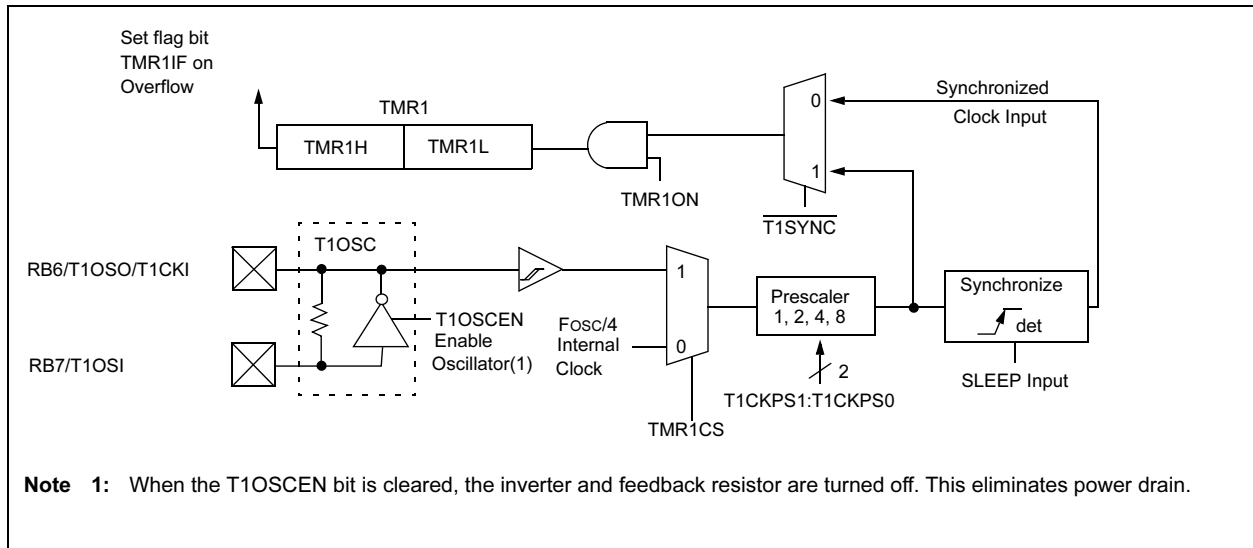 Set flag bit
TMR1IF on
Overflow
TMR1
TMR1H
TMR1L
TMR1ON
0
1
T1SYNC
Synchronized
Clock Input
RB6/T1OSO/T1CKI
RB7/T1OSI
T1OSC
T1OSCEN
Enable
Oscillator(1)
FOSC/4
Internal
Clock
1
0
TMR1CS
Prescaler
1, 2, 4, 8
2
T1CKPS1:T1CKPS0
Synchronize
det
SLEEP Input
Note 1: When the T1OSCEN bit is cleared, the inverter and feedback resistor are turned off. This eliminates power drain.